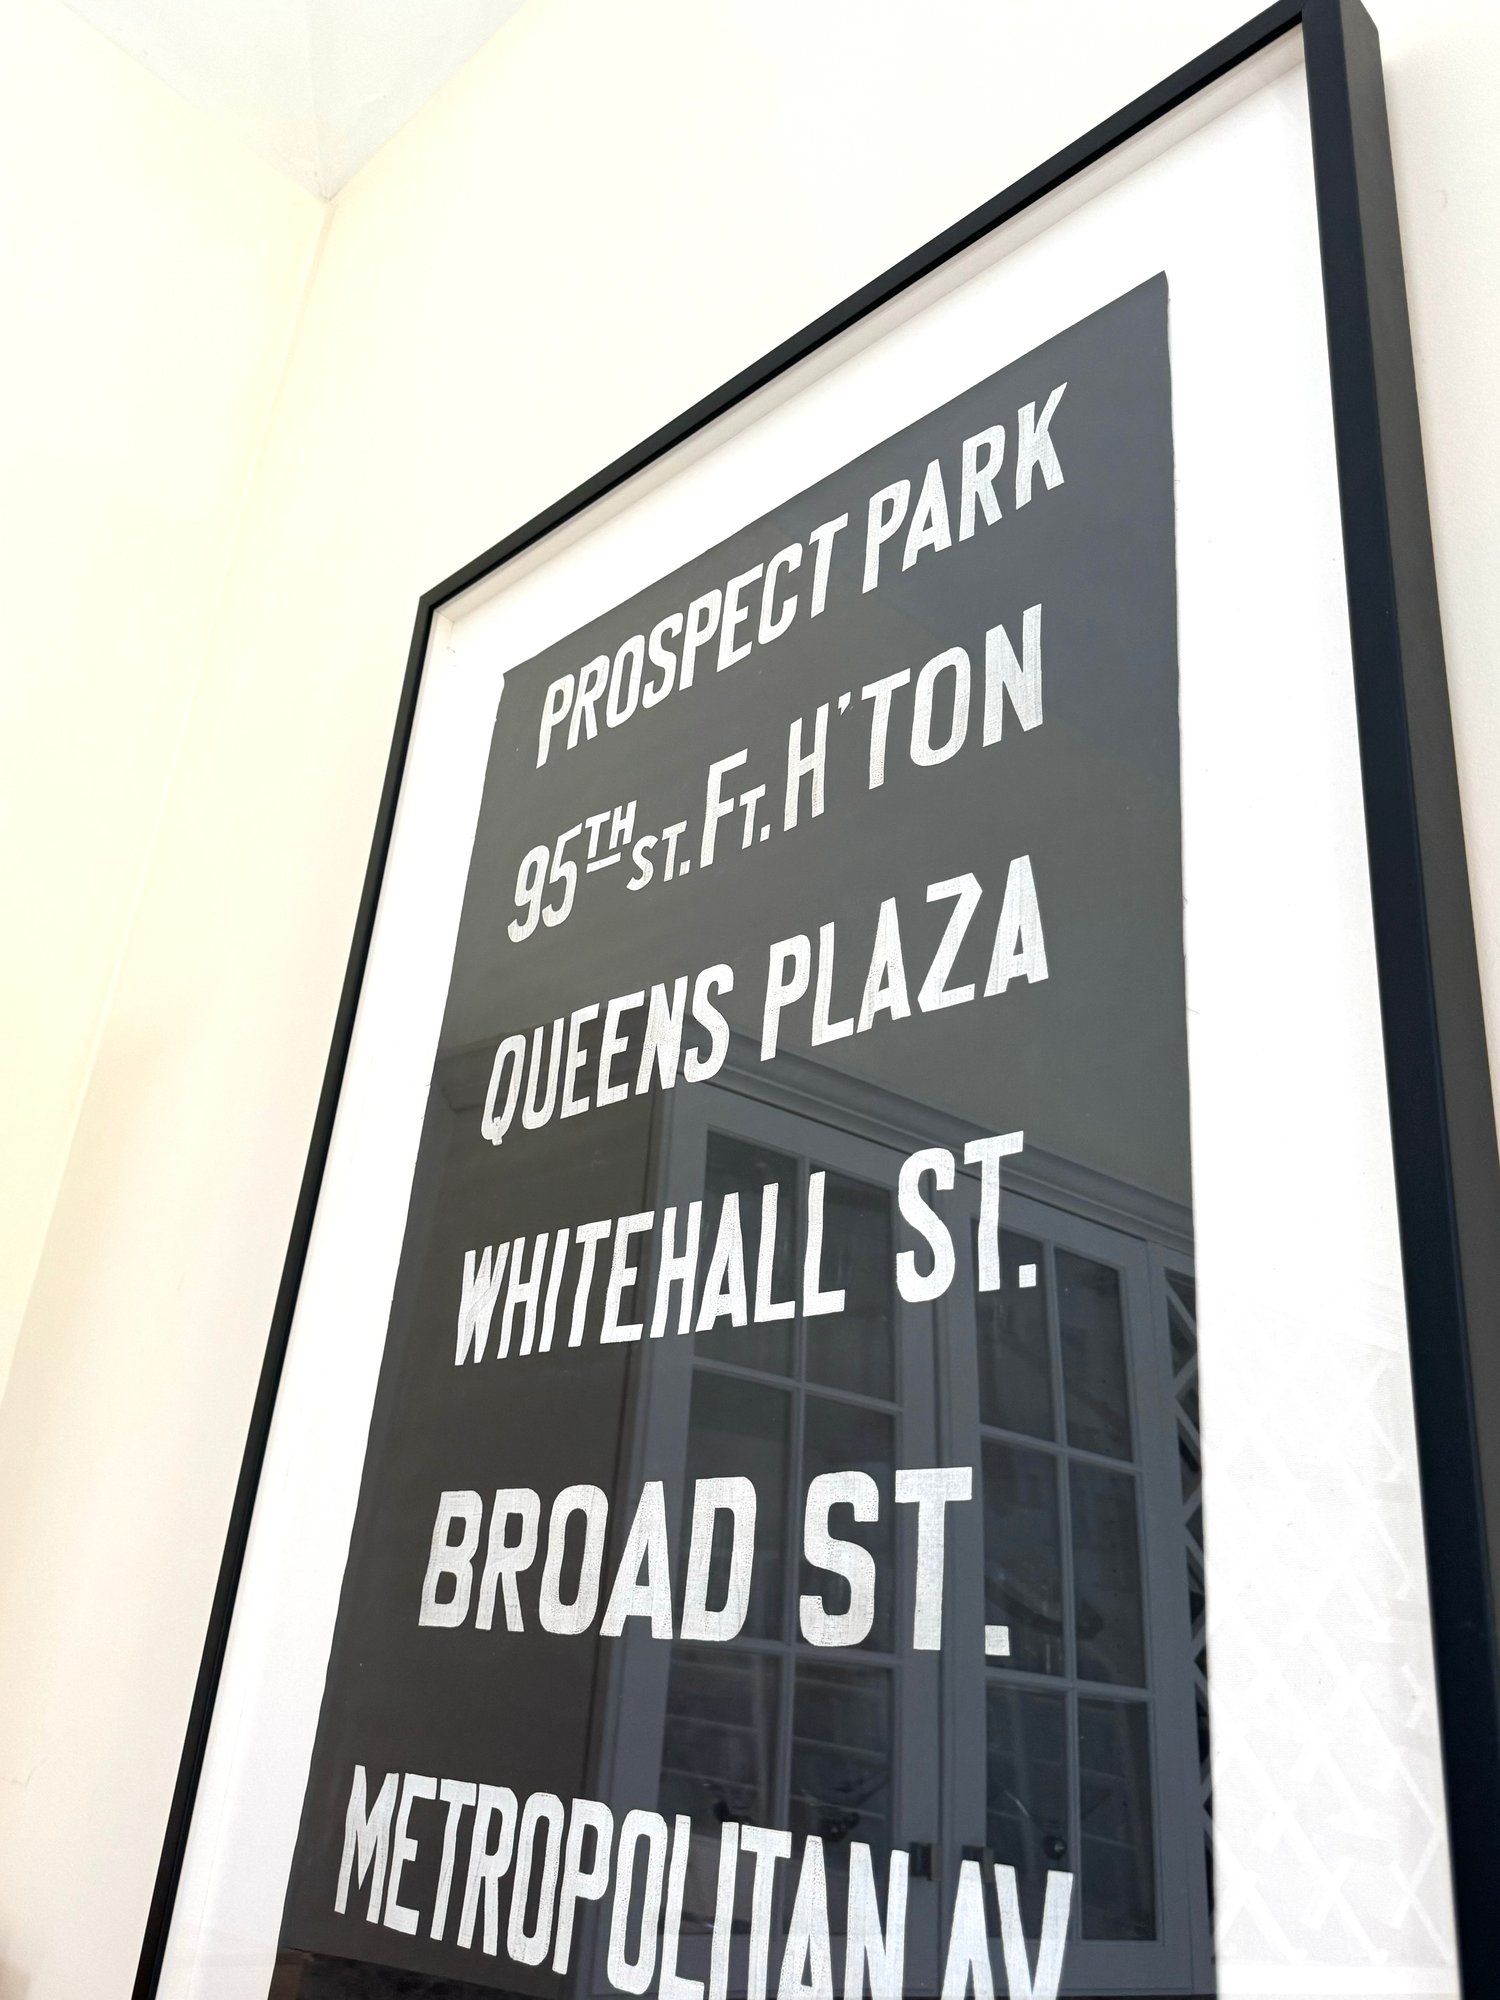 PROSPECT PARK
95TH ST. FT. H'TON
QUEENS PLAZA
WHITEHALL ST.
BROAD ST.
METROPOLITAN AV